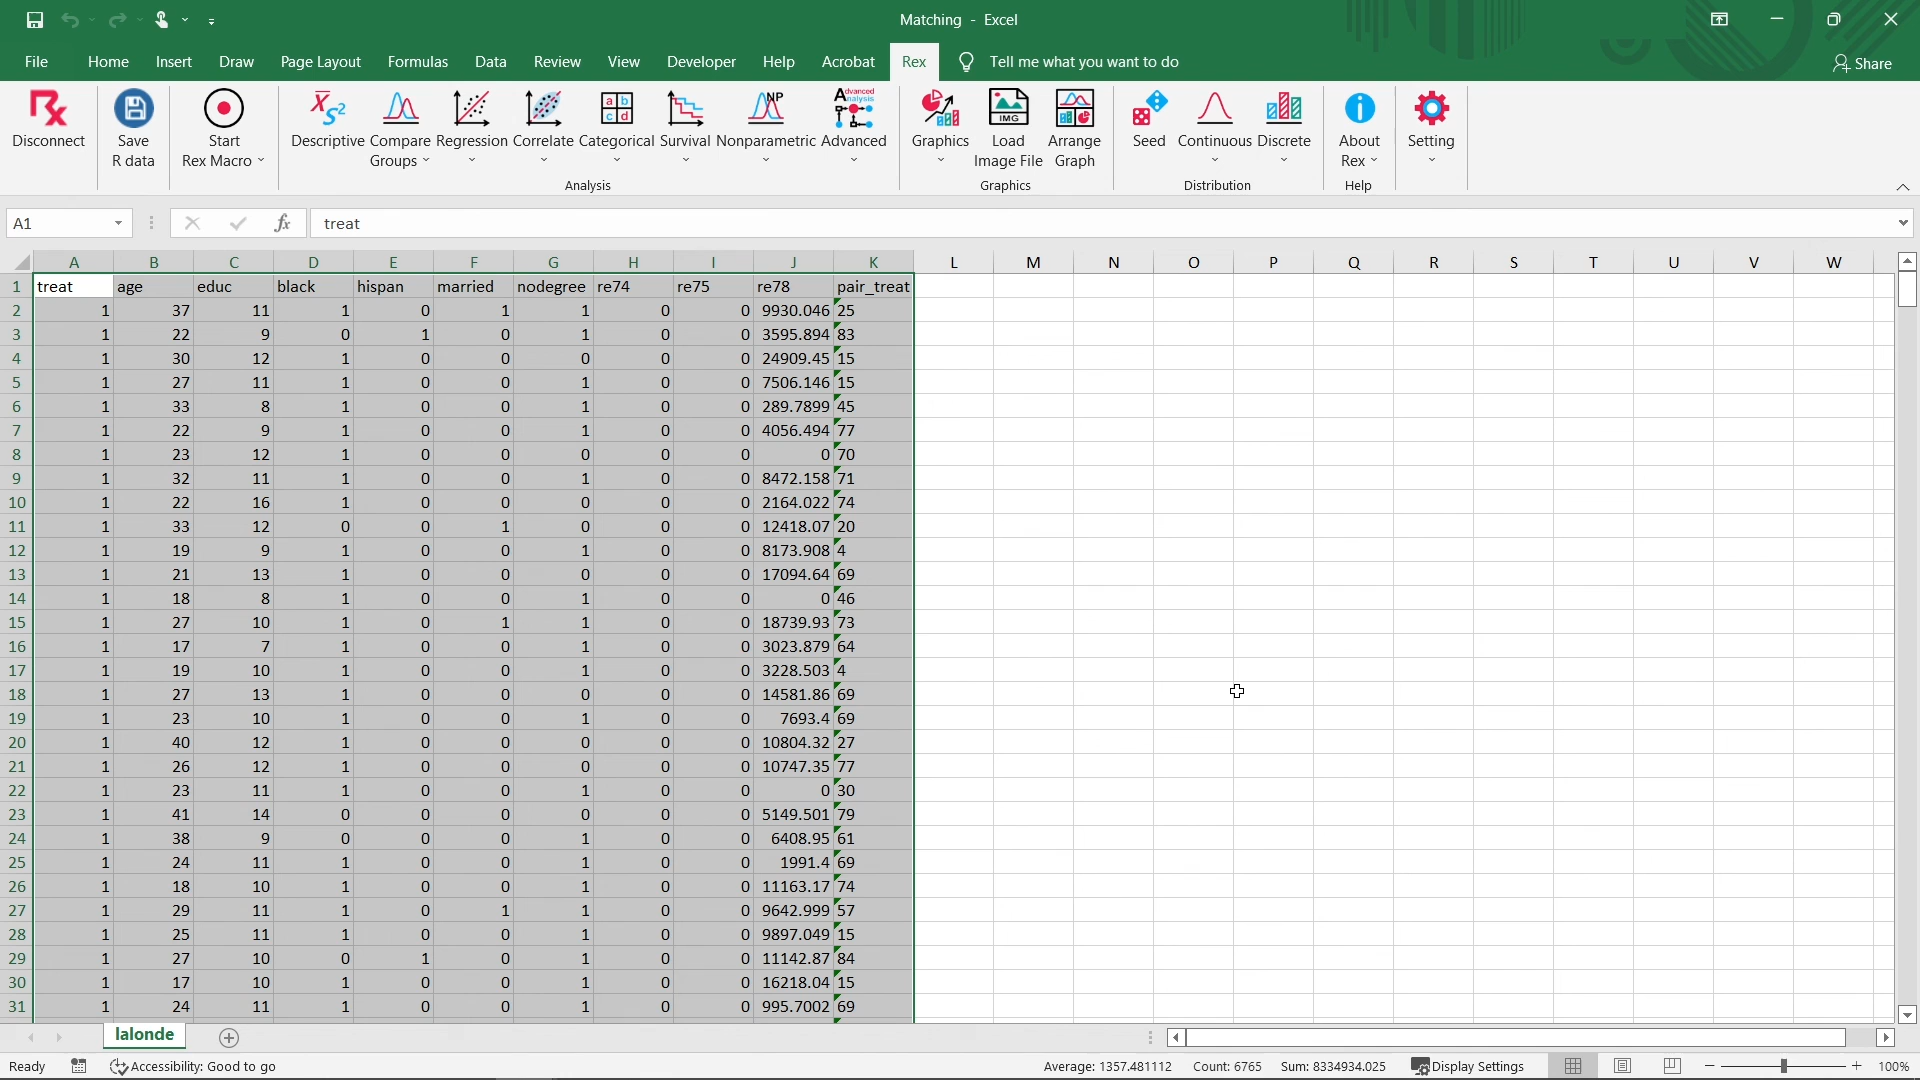 Matching - Excel
File Home Insert Draw Page Layout Formulas Data Review View Developer Help Acrobat Rex Tell me what you want to do Share
Disconnect Save R data Start Rex Macro Descriptive Compare Groups Regression Correlate Categorical Survival Nonparametric Advanced Graphics Load Image File Arrange Graph Seed Continuous Discrete About Rex Setting
Analysis Graphics Distribution Help
A1 fx treat
A B C D E F G H I J K L M N O P Q R S T U V W
1 treat age educ black hispan married nodegree re74 re75 re78 pair_treat
2 1 37 11 1 0 1 1 0 0 9930.046 25
3 1 22 9 0 1 0 1 0 0 3595.894 83
4 1 30 12 1 0 0 0 0 0 24909.45 15
5 1 27 11 1 0 0 1 0 0 7506.146 15
6 1 33 8 1 0 0 1 0 0 289.7899 45
7 1 22 9 1 0 0 1 0 0 4056.494 77
8 1 23 12 1 0 0 0 0 0 0 70
9 1 32 11 1 0 0 1 0 0 8472.158 71
10 1 22 16 1 0 0 0 0 0 2164.022 74
11 1 33 12 0 0 1 0 0 0 12418.07 20
12 1 19 9 1 0 0 1 0 0 8173.908 4
13 1 21 13 1 0 0 0 0 0 17094.64 69
14 1 18 8 1 0 0 1 0 0 0 46
15 1 27 10 1 0 1 1 0 0 18739.93 73
16 1 17 7 1 0 0 1 0 0 3023.879 64
17 1 19 10 1 0 0 1 0 0 3228.503 4
18 1 27 13 1 0 0 0 0 0 14581.86 69
19 1 23 10 1 0 0 1 0 0 7693.4 69
20 1 40 12 1 0 0 0 0 0 10804.32 27
21 1 26 12 1 0 0 0 0 0 10747.35 77
22 1 23 11 1 0 0 1 0 0 0 30
23 1 41 14 0 0 0 0 0 0 5149.501 79
24 1 38 9 0 0 0 1 0 0 6408.95 61
25 1 24 11 1 0 0 1 0 0 1991.4 69
26 1 18 10 1 0 0 1 0 0 11163.17 74
27 1 29 11 1 0 1 1 0 0 9642.999 57
28 1 25 11 1 0 0 1 0 0 9897.049 15
29 1 27 10 0 1 0 1 0 0 11142.87 84
30 1 17 10 1 0 0 1 0 0 16218.04 15
31 1 24 11 1 0 0 1 0 0 995.7002 69
lalonde
Ready Accessibility: Good to go Average: 1357.481112 Count: 6765 Sum: 8334934.025 Display Settings 100%